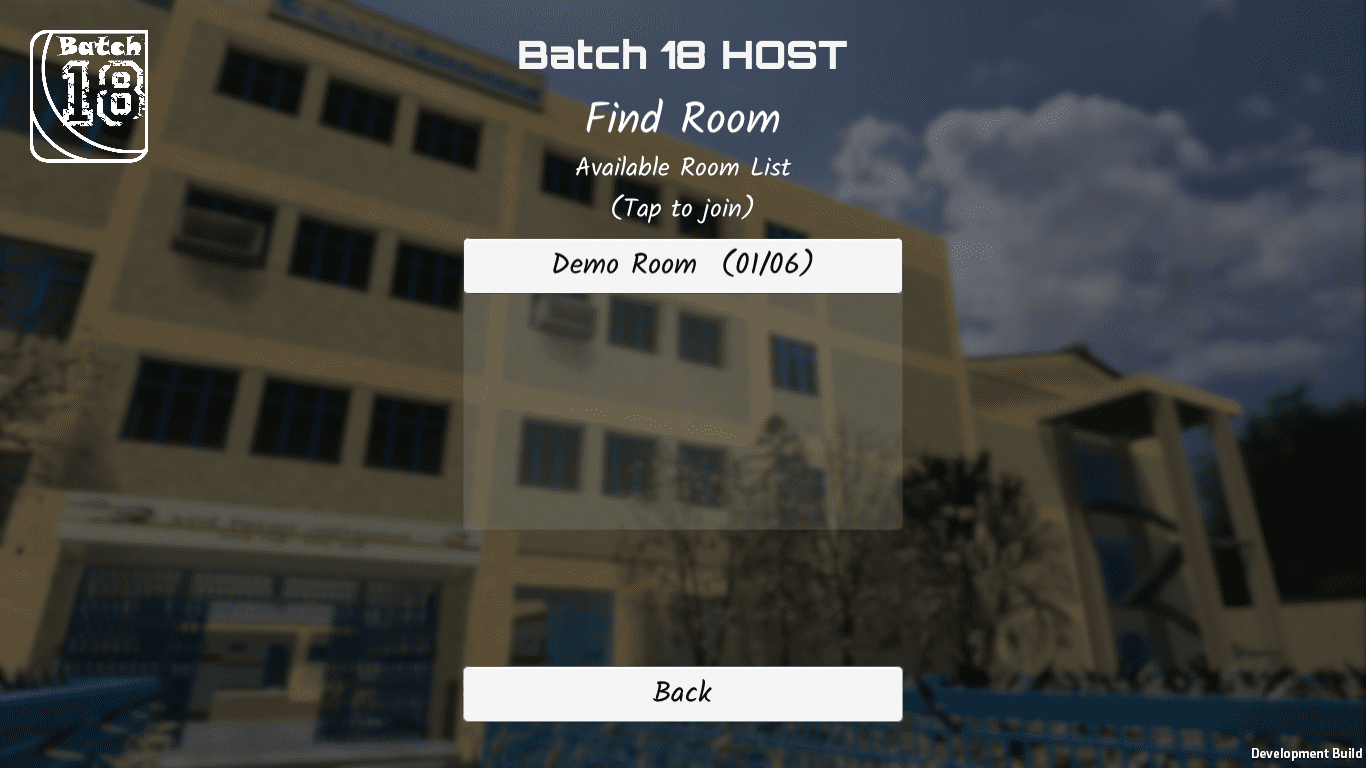 Batch
18
Batch 18 HOST
Find Room
Available Room List
(Tap to join)
Demo Room (01/06)
Back
Development Build